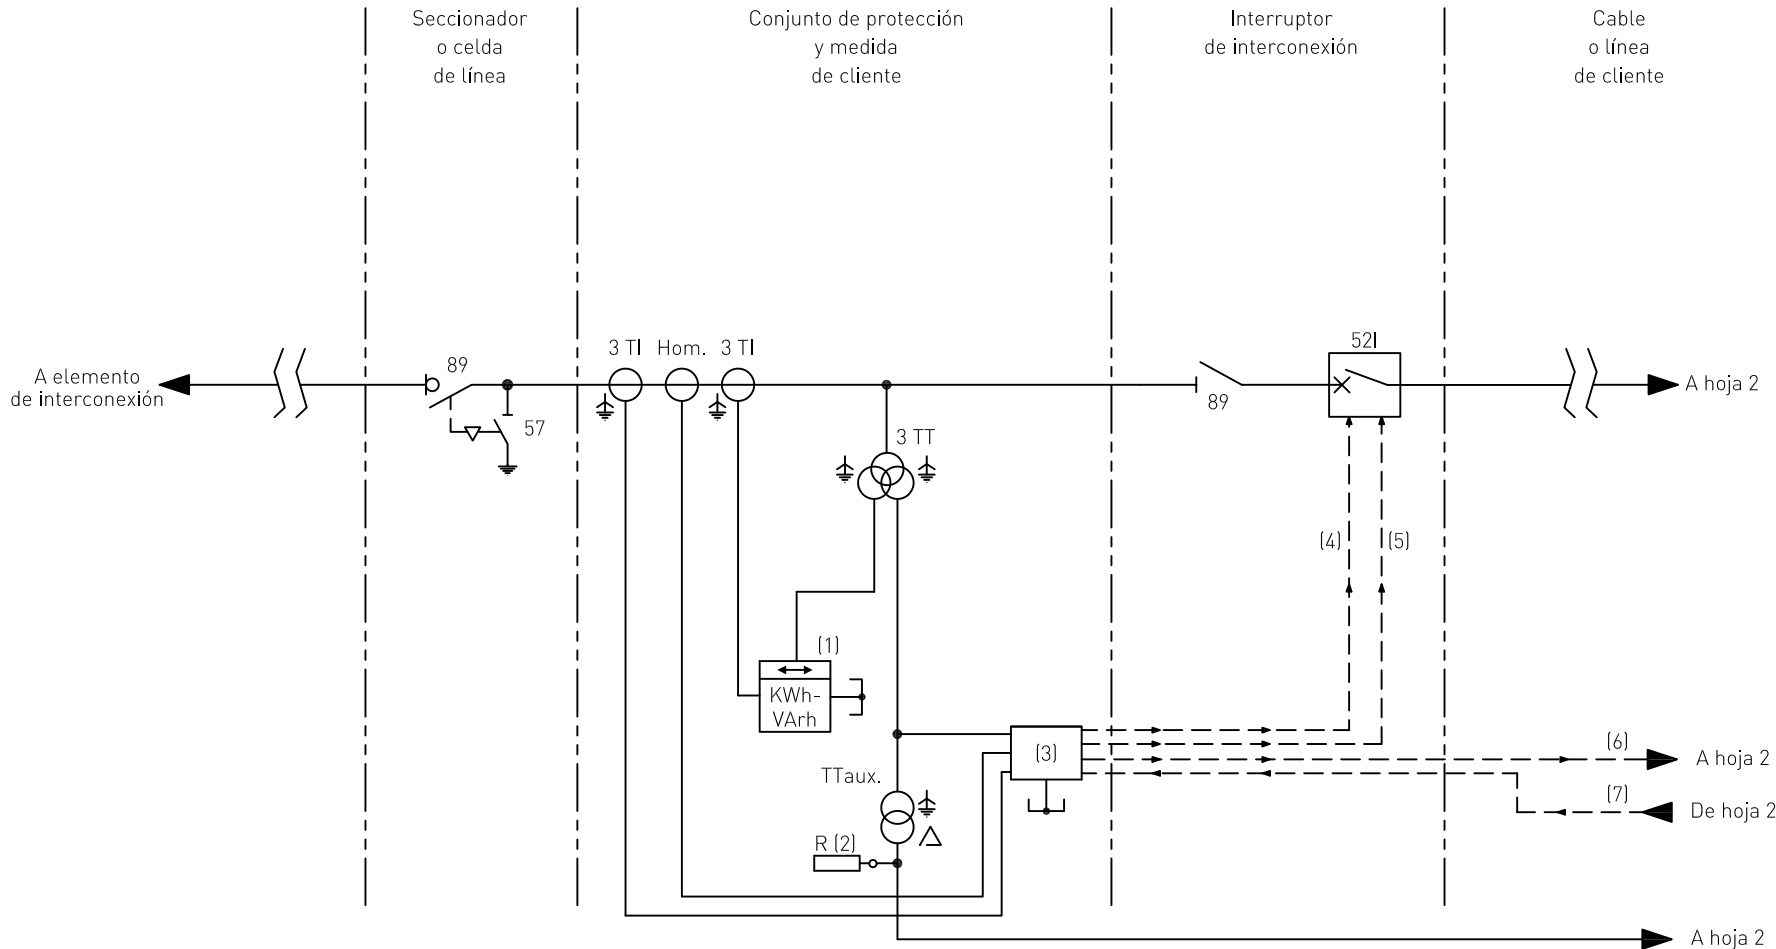 Seccionador
o celda
de línea
Conjunto de protección
y medida
de cliente
Interruptor
de interconexión
Cable
o línea
de cliente
A elemento
de interconexión
89
57
3 TI
Hom.
3 TI
3 TT
89
52I
A hoja 2
(4)
(5)
(1)
KWh-
VArh
(3)
(6)
A hoja 2
(7)
De hoja 2
TTaux.
R (2)
A hoja 2